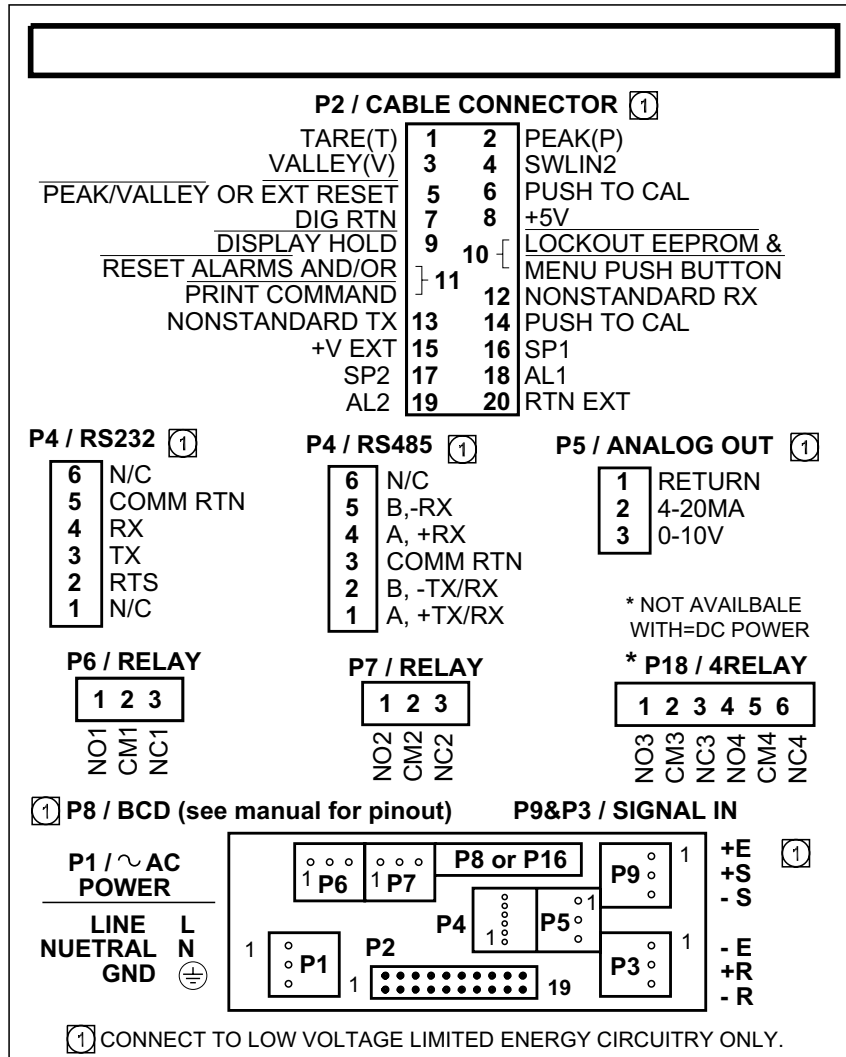 P2 / CABLE CONNECTOR 1
TARE(T) 1 2 PEAK(P)
VALLEY(V) 3 4 SWLIN2
PEAK/VALLEY OR EXT RESET 5 6 PUSH TO CAL
DIG RTN 7 8 +5V
DISPLAY HOLD 9 10 LOCKOUT EEPROM &
MENU PUSH BUTTON
RESET ALARMS AND/OR 11
PRINT COMMAND 12 NONSTANDARD RX
NONSTANDARD TX 13 14 PUSH TO CAL
+V EXT 15 16 SP1
SP2 17 18 AL1
AL2 19 20 RTN EXT
P4 / RS232 1
6 N/C
5 COMM RTN
4 RX
3 TX
2 RTS
1 N/C
P4 / RS485 1
6 N/C
5 B,-RX
4 A, +RX
3 COMM RTN
2 B, -TX/RX
1 A, +TX/RX
P5 / ANALOG OUT 1
1 RETURN
2 4-20MA
3 0-10V
* NOT AVAILBALE
WITH=DC POWER
P6 / RELAY
1 2 3
NO1 CM1 NC1
P7 / RELAY
1 2 3
NO2 CM2 NC2
* P18 / 4RELAY
1 2 3 4 5 6
NO3 CM3 NC3 NO4 CM4 NC4
1 P8 / BCD (see manual for pinout)
P9&P3 / SIGNAL IN
P1 / ~ AC
POWER
LINE L
NUETRAL N
GND
1 P6
1 P7
P8 or P16
P9 1
+E 1
+S
- S
P4 1
P5 1
1 P1
P2
1 19
P3 1
- E
+R
- R
1 CONNECT TO LOW VOLTAGE LIMITED ENERGY CIRCUITRY ONLY.